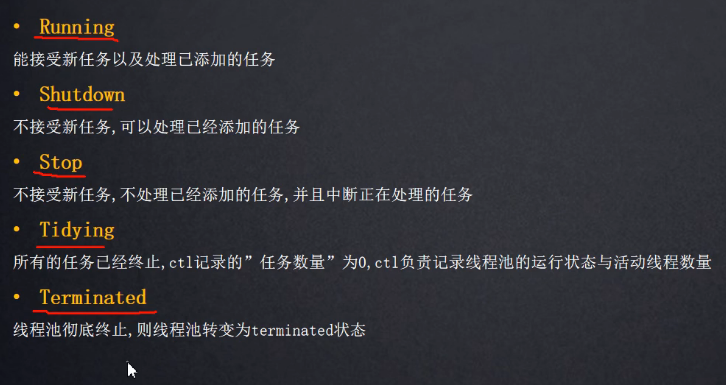 • Running
能接受新任务以及处理已添加的任务
• Shutdown
不接受新任务,可以处理已经添加的任务
• Stop
不接受新任务,不处理已经添加的任务,并且中断正在处理的任务
• Tidying
所有的任务已经终止,ctl记录的”任务数量”为0,ctl负责记录线程池的运行状态与活动线程数量
• Terminated
线程池彻底终止,则线程池转变为terminated状态